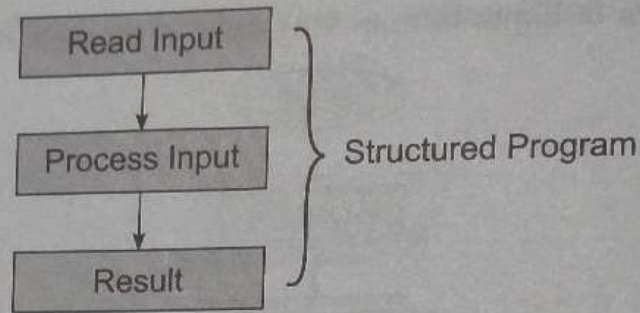 Read Input
Process Input
Structured Program
Result